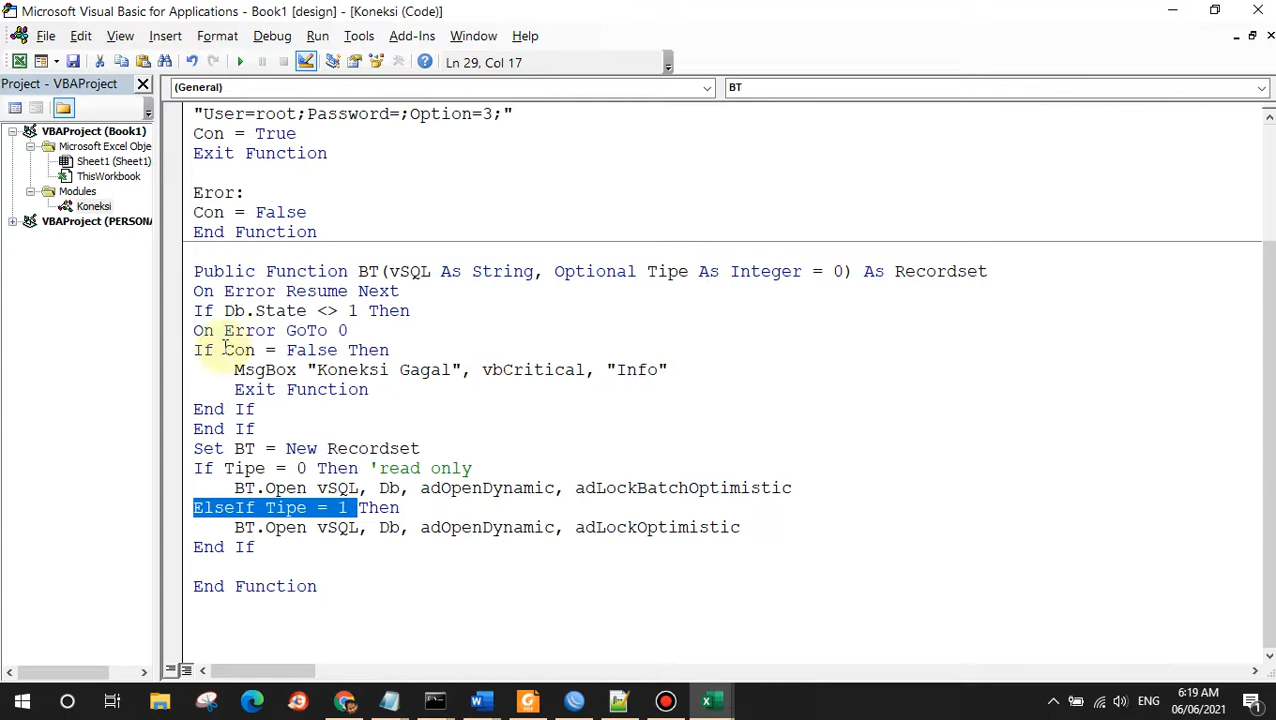 Microsoft Visual Basic for Applications - Book1 [design] - [Koneksi (Code)]
File Edit View Insert Format Debug Run Tools Add-Ins Window Help
Ln 29, Col 17
Project - VBAProject
(General)
BT
VBAProject (Book1)
Microsoft Excel Obje
Sheet1 (Sheet1)
ThisWorkbook
Modules
Koneksi
VBAProject (PERSONA
"User=root;Password=;Option=3;"
Con = True
Exit Function
Eror:
Con = False
End Function
Public Function BT(vSQL As String, Optional Tipe As Integer = 0) As Recordset
On Error Resume Next
If Db.State <> 1 Then
On Error GoTo 0
If Con = False Then
MsgBox "Koneksi Gagal", vbCritical, "Info"
Exit Function
End If
End If
Set BT = New Recordset
If Tipe = 0 Then 'read only
BT.Open vSQL, Db, adOpenDynamic, adLockBatchOptimistic
ElseIf Tipe = 1 Then
BT.Open vSQL, Db, adOpenDynamic, adLockOptimistic
End If
End Function
ENG
6:19 AM
06/06/2021